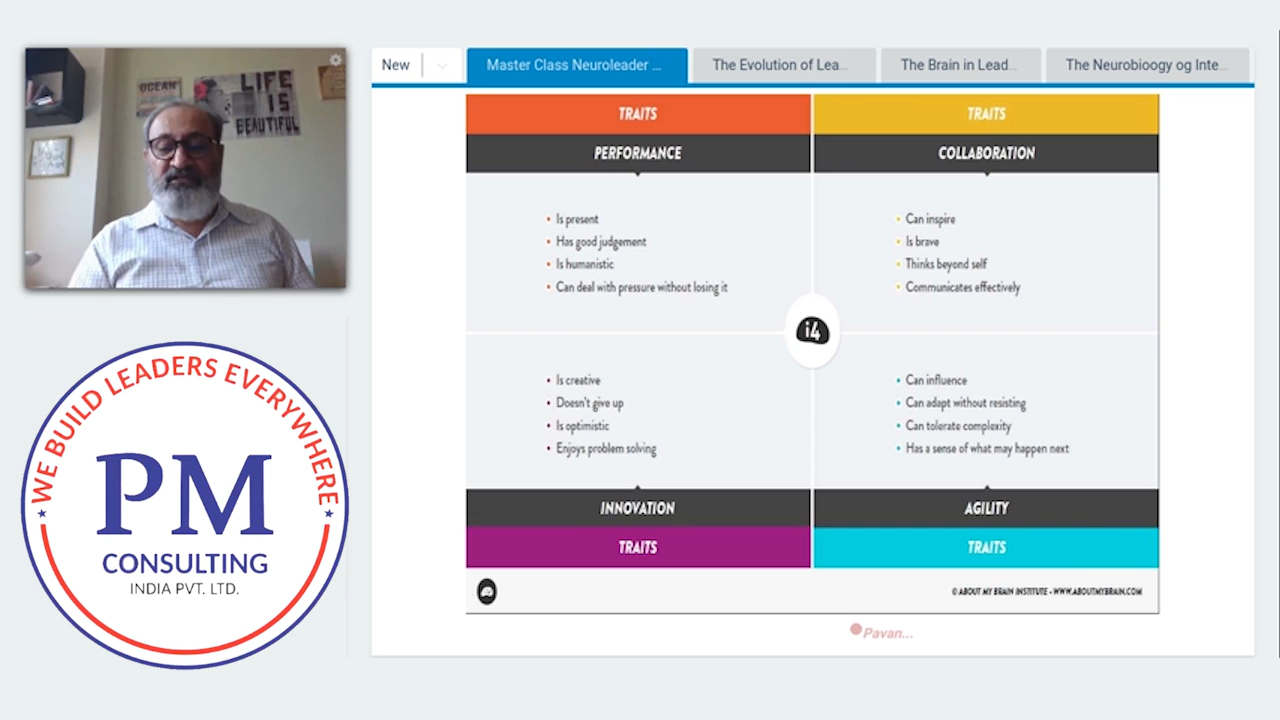 OCEAN
LIFE
IS
BEAUTIFUL
WE BUILD LEADERS EVERYWHERE
PM
CONSULTING
INDIA PVT. LTD.
New
Master Class Neuroleader ...
The Evolution of Lea...
The Brain in Lead...
The Neurobioogy og Inte...
TRAITS
PERFORMANCE
• Is present
• Has good judgement
• Is humanistic
• Can deal with pressure without losing it
TRAITS
COLLABORATION
• Can inspire
• Is brave
• Thinks beyond self
• Communicates effectively
i4
• Is creative
• Doesn't give up
• Is optimistic
• Enjoys problem solving
INNOVATION
TRAITS
• Can influence
• Can adapt without resisting
• Can tolerate complexity
• Has a sense of what may happen next
AGILITY
TRAITS
© ABOUT MY BRAIN INSTITUTE - WWW.ABOUTMYBRAIN.COM
Pavan...